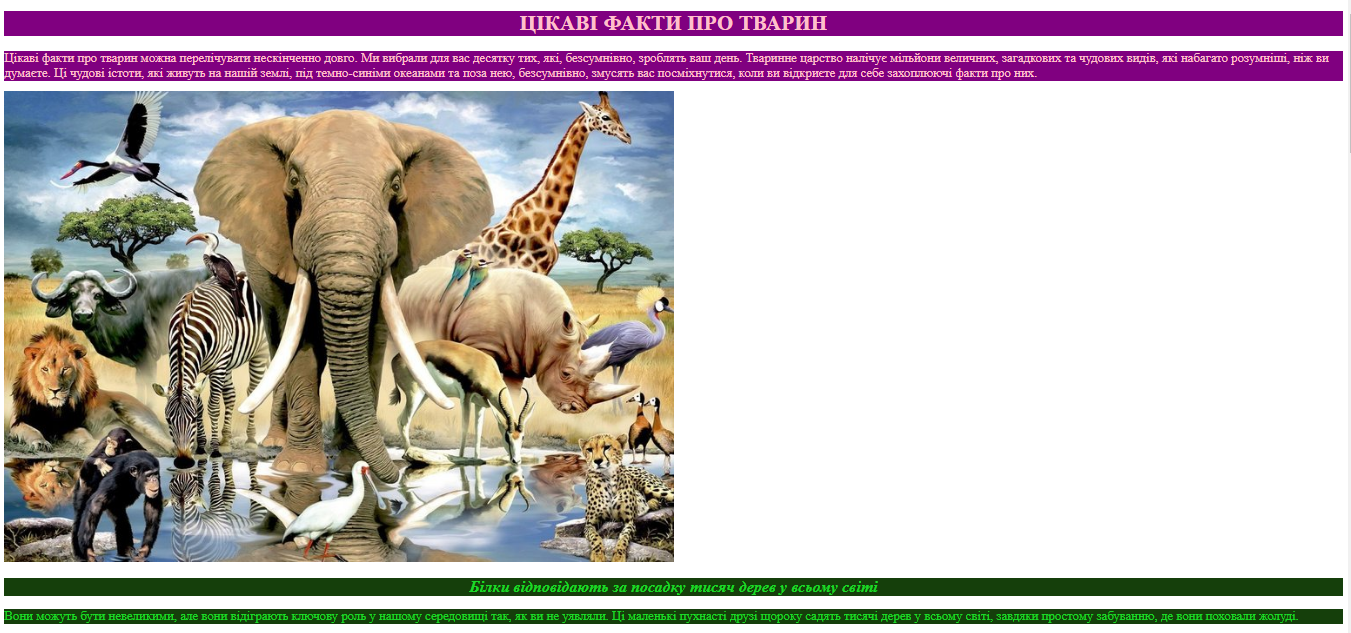 ЦІКАВІ ФАКТИ ПРО ТВАРИН
Цікаві факти про тварин можна перелічувати нескінченно довго. Ми вибрали для вас десятку тих, які, безсумнівно, зроблять ваш день. Тваринне царство налічує мільйони величних, загадкових та чудових видів, які набагато розумніші, ніж ви
думаєте. Ці чудові істоти, які живуть на нашій землі, під темно-синіми океанами та поза нею, безсумнівно, змусять вас посміхнутися, коли ви відкриєте для себе захоплюючі факти про них.
Білки відповідають за посадку тисяч дерев у всьому світі
Вони можуть бути невеликими, але вони відіграють ключову роль у нашому середовищі так, як ви не уявляли. Ці маленькі пухнасті друзі щороку садять тисячі дерев у всьому світі, завдяки простому забуванню, де вони поховали жолуді.